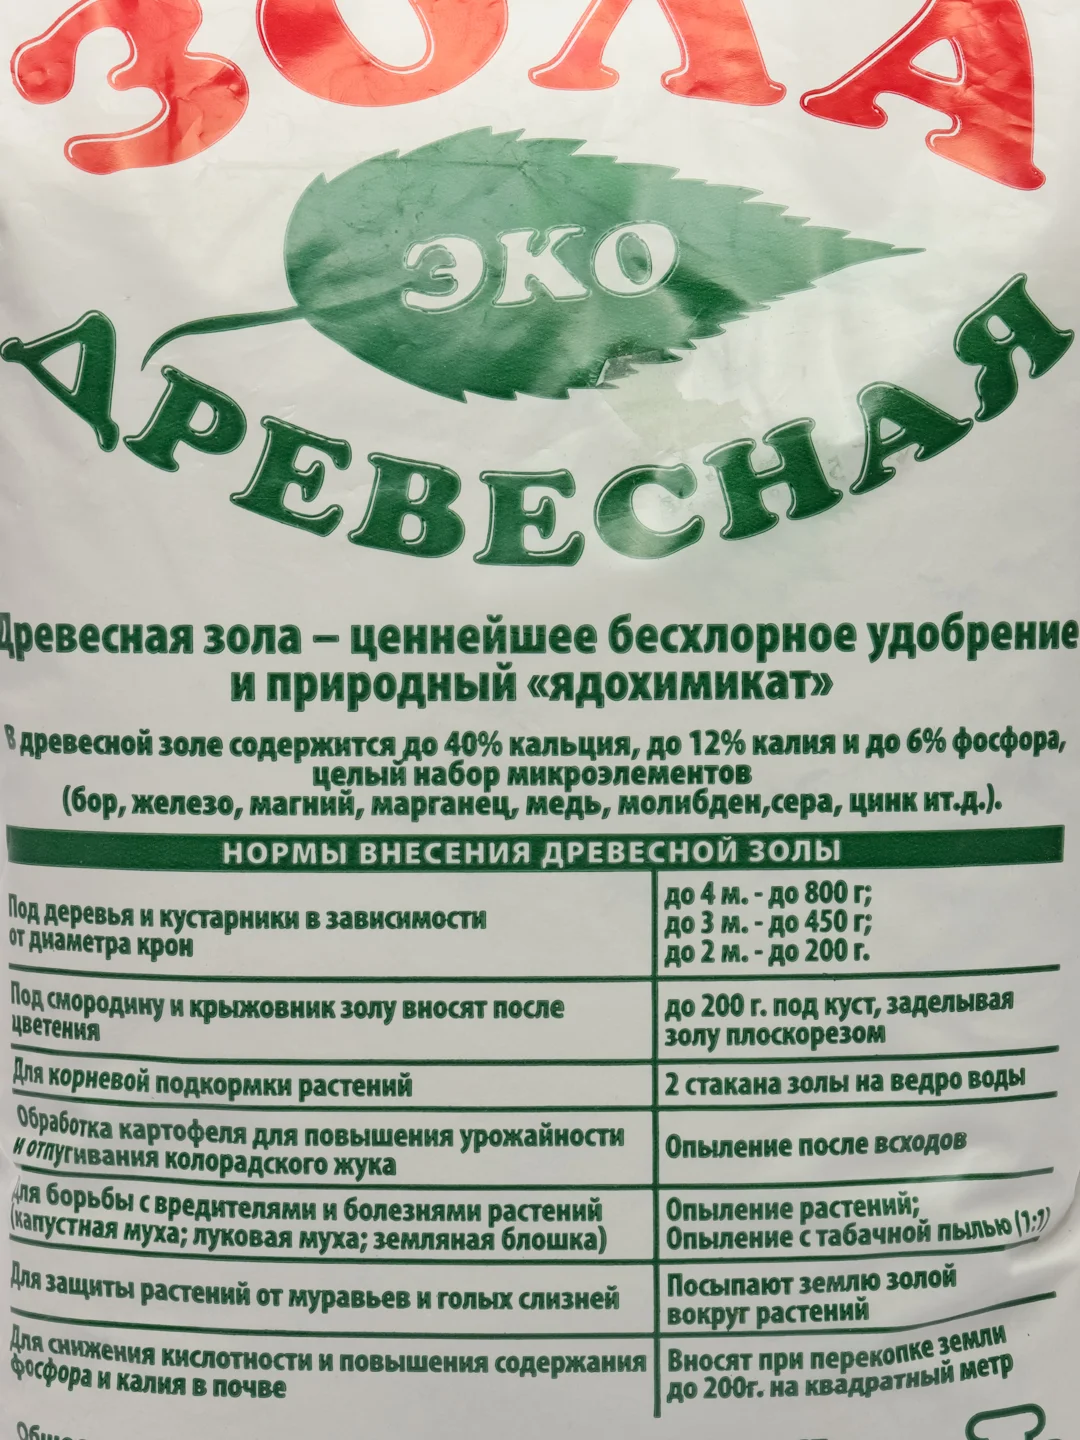 ЗОЛА
ЭКО
ДРЕВЕСНАЯ
Древесная зола – ценнейшее бесхлорное удобрение
и природный «ядохимикат»
В древесной золе содержится до 40% кальция, до 12% калия и до 6% фосфора,
целый набор микроэлементов
(бор, железо, магний, марганец, медь, молибден,сера, цинк ит.д.).
НОРМЫ ВНЕСЕНИЯ ДРЕВЕСНОЙ ЗОЛЫ
Под деревья и кустарники в зависимости
от диаметра крон
до 4 м. - до 800 г;
до 3 м. - до 450 г;
до 2 м. - до 200 г.
Под смородину и крыжовник золу вносят после
цветения
до 200 г. под куст, заделывая
золу плоскорезом
Для корневой подкормки растений
2 стакана золы на ведро воды
Обработка картофеля для повышения урожайности
и отпугивания колорадского жука
Опыление после всходов
Для борьбы с вредителями и болезнями растений
(капустная муха; луковая муха; земляная блошка)
Опыление растений;
Опыление с табачной пылью (1:1)
Для защиты растений от муравьев и голых слизней
Посыпают землю золой
вокруг растений
Для снижения кислотности и повышения содержания
фосфора и калия в почве
Вносят при перекопке земли
до 200г. на квадратный метр